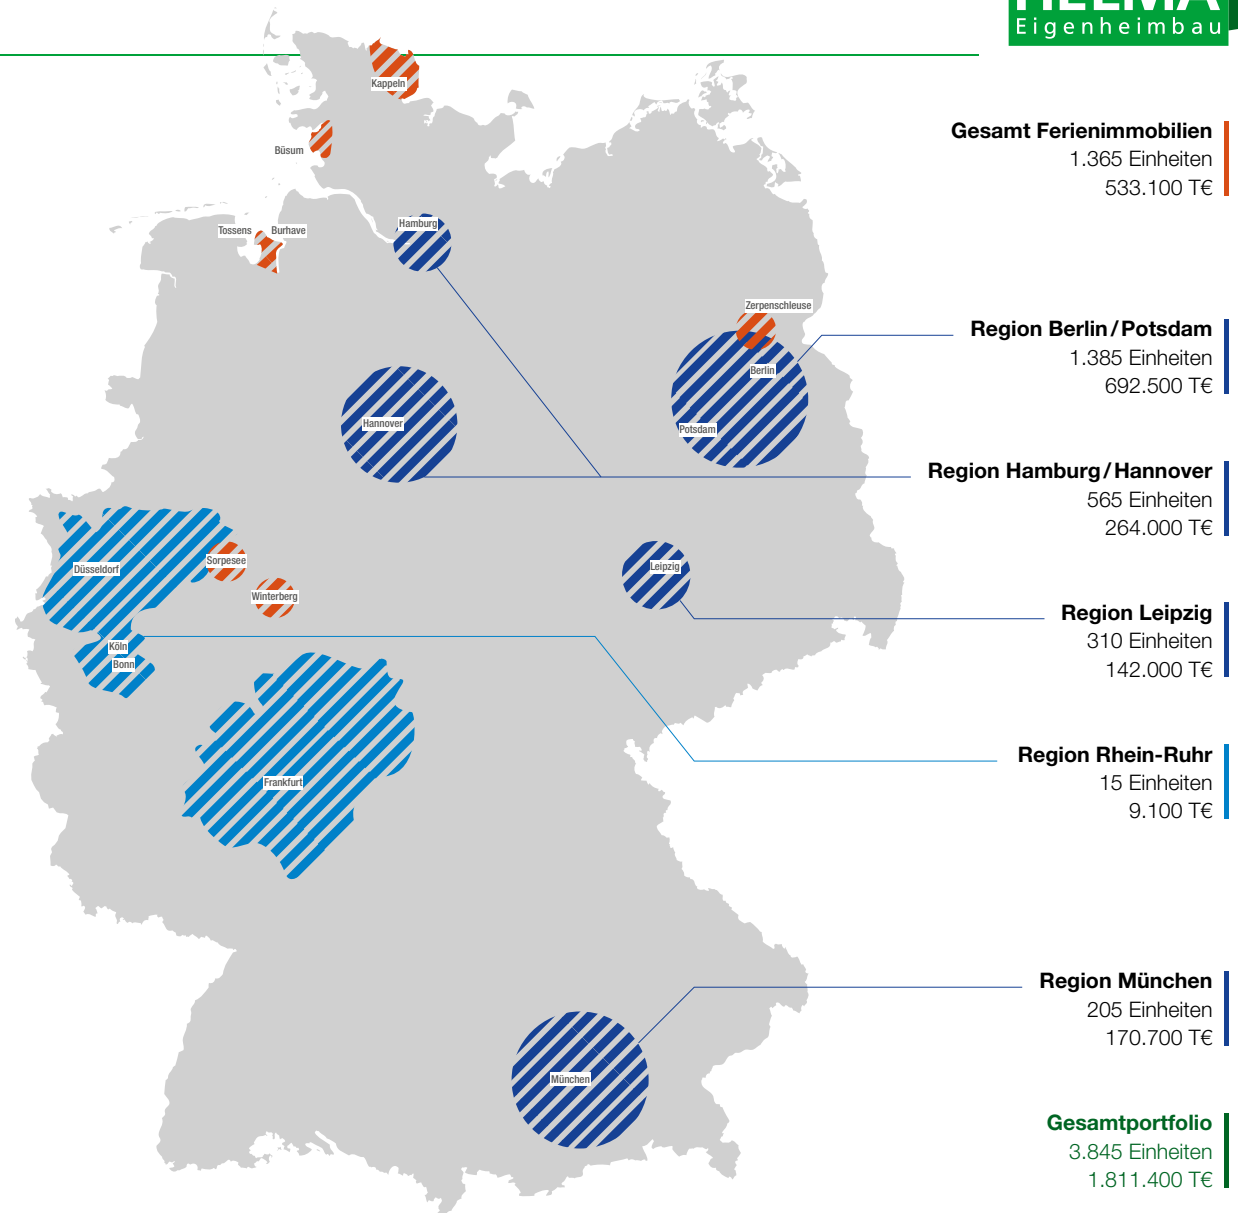 HELMA
Eigenheimbau
Kappeln
Büsum
Tossens
Burhave
Hamburg
Zerpenschleuse
Berlin
Potsdam
Hannover
Düsseldorf
Sorpesee
Winterberg
Leipzig
Köln
Bonn
Frankfurt
München
Gesamt Ferienimmobilien
1.365 Einheiten
533.100 T€
Region Berlin/Potsdam
1.385 Einheiten
692.500 T€
Region Hamburg/Hannover
565 Einheiten
264.000 T€
Region Leipzig
310 Einheiten
142.000 T€
Region Rhein-Ruhr
15 Einheiten
9.100 T€
Region München
205 Einheiten
170.700 T€
Gesamtportfolio
3.845 Einheiten
1.811.400 T€